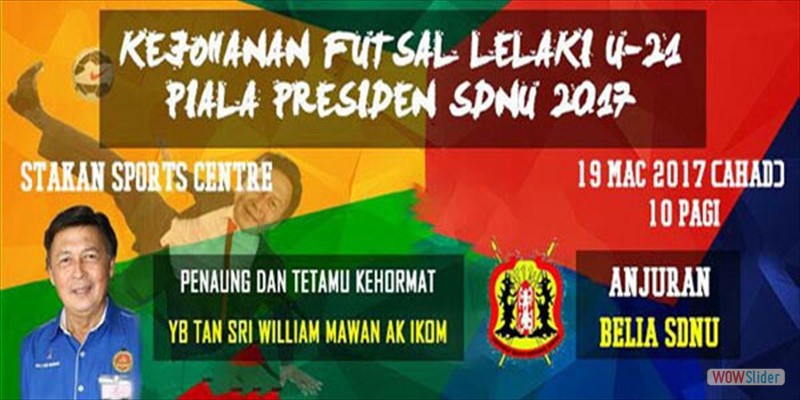 KEJOHANAN FUTSAL LELAKI U-21
PIALA PRESIDEN SDNU 2017
STAKAN SPORTS CENTRE
19 MAC 2017 (AHAD)
10 PAGI
PENAUNG DAN TETAMU KEHORMAT
YB TAN SRI WILLIAM MAWAN AK IKOM
ANJURAN
BELIA SDNU
WOWSlider